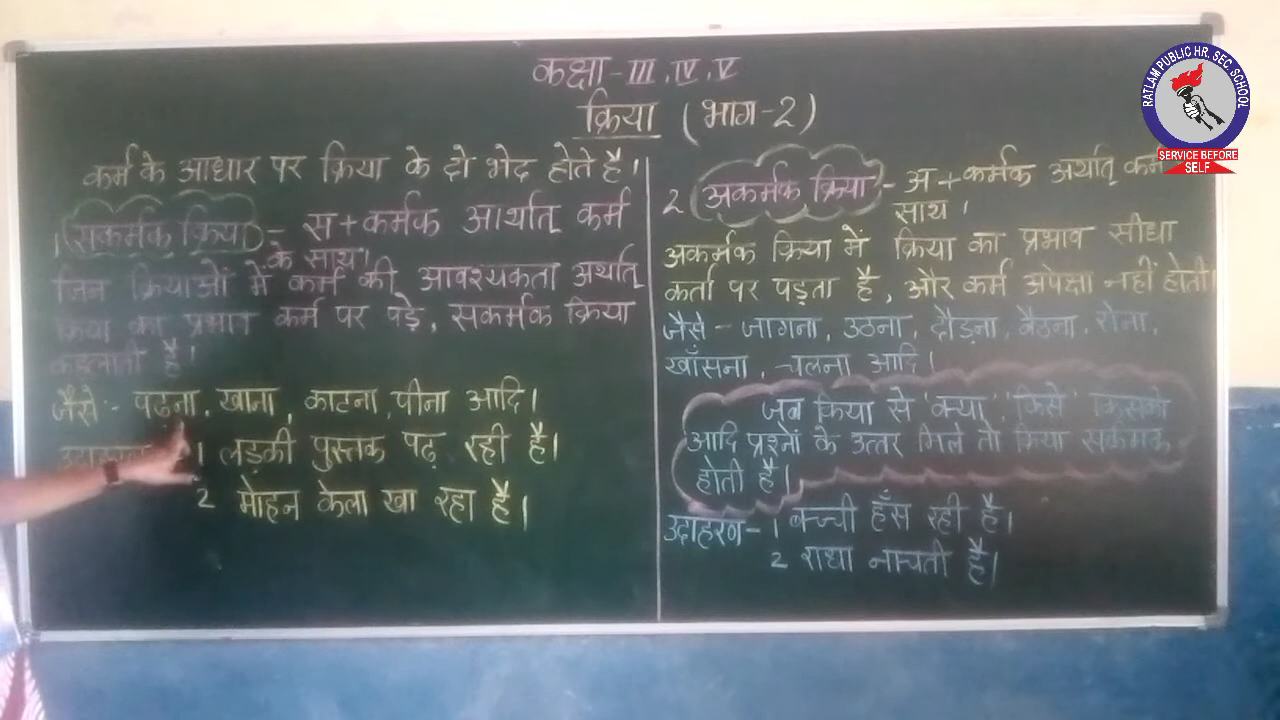 कक्षा - III, IV, V
क्रिया (भाग-2)
कर्म के आधार पर क्रिया के दो भेद होते है।
1 सकर्मक क्रिया - स + कर्मक आर्थात् कर्म
के साथ।
जिन क्रियाओं में कर्म की आवश्यकता अर्थात्
क्रिया का प्रभाव कर्म पर पड़े, सकर्मक क्रिया
कहलाती है।
जैसे :- पढना, खाना, काटना, पीना आदि।
1 लड़की पुस्तक पढ़ रही है।
2 मोहन केला खा रहा है।
2 अकर्मक क्रिया - अ + कर्मक अर्थात्
साथ।
अकर्मक क्रिया में क्रिया का प्रभाव सीधा
कर्ता पर पड़ता है, और कर्म अपेक्षा नहीं होती।
जैसे - जागना, उठना, दौड़ना, बैठना, रोना,
खाँसना, चलना आदि।
जब क्रिया से 'क्या' 'किसे' 'किसको'
आदि प्रश्नों के उत्तर मिले तो क्रिया सकर्मक
होती है।
उदाहरण - 1 बच्ची हँस रही है।
2 राधा नाचती है।
RATLAM PUBLIC HR. SEC. SCHOOL
SERVICE BEFORE
SELF